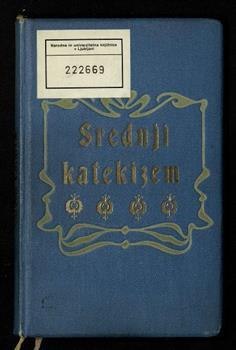 Narodna in univerzitetna knjižnica
v Ljubljani
222669
Srednji
katekizem